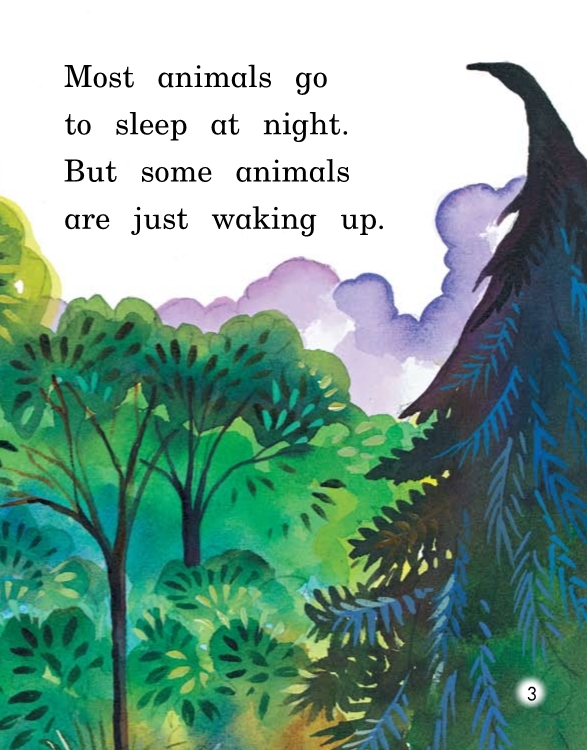 Most animals go
to sleep at night.
But some animals
are just waking up.
3